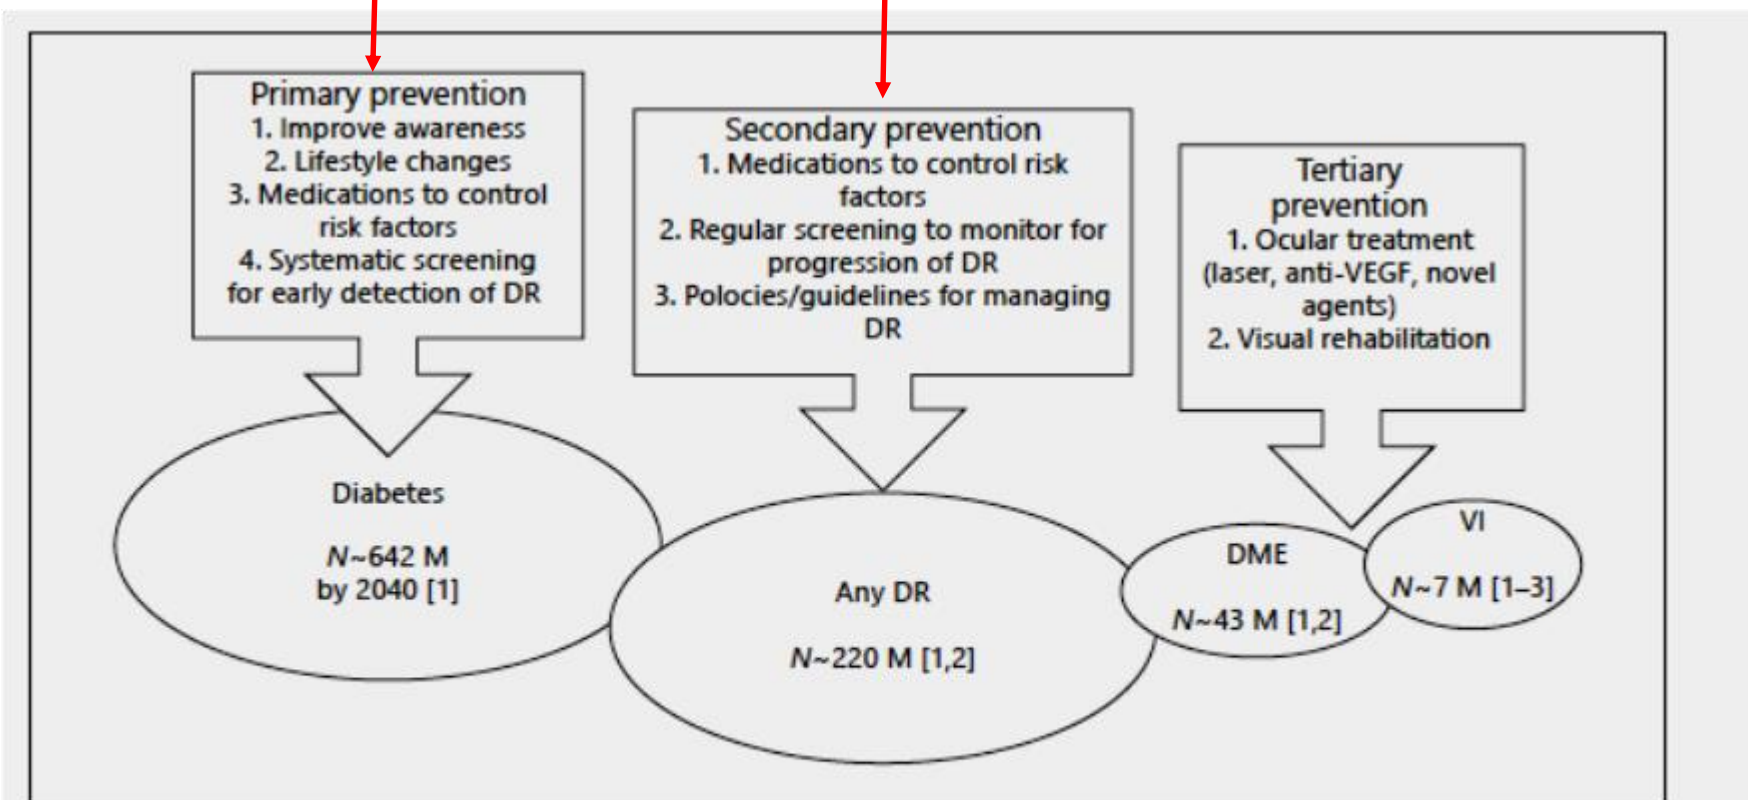 Primary prevention
1. Improve awareness
2. Lifestyle changes
3. Medications to control
risk factors
4. Systematic screening
for early detection of DR
Secondary prevention
1. Medications to control risk
factors
2. Regular screening to monitor for
progression of DR
3. Polocies/guidelines for managing
DR
Tertiary
prevention
1. Ocular treatment
(laser, anti-VEGF, novel
agents)
2. Visual rehabilitation
Diabetes
N~642 M
by 2040 [1]
Any DR
N~220 M [1,2]
DME
N~43 M [1,2]
VI
N~7 M [1–3]